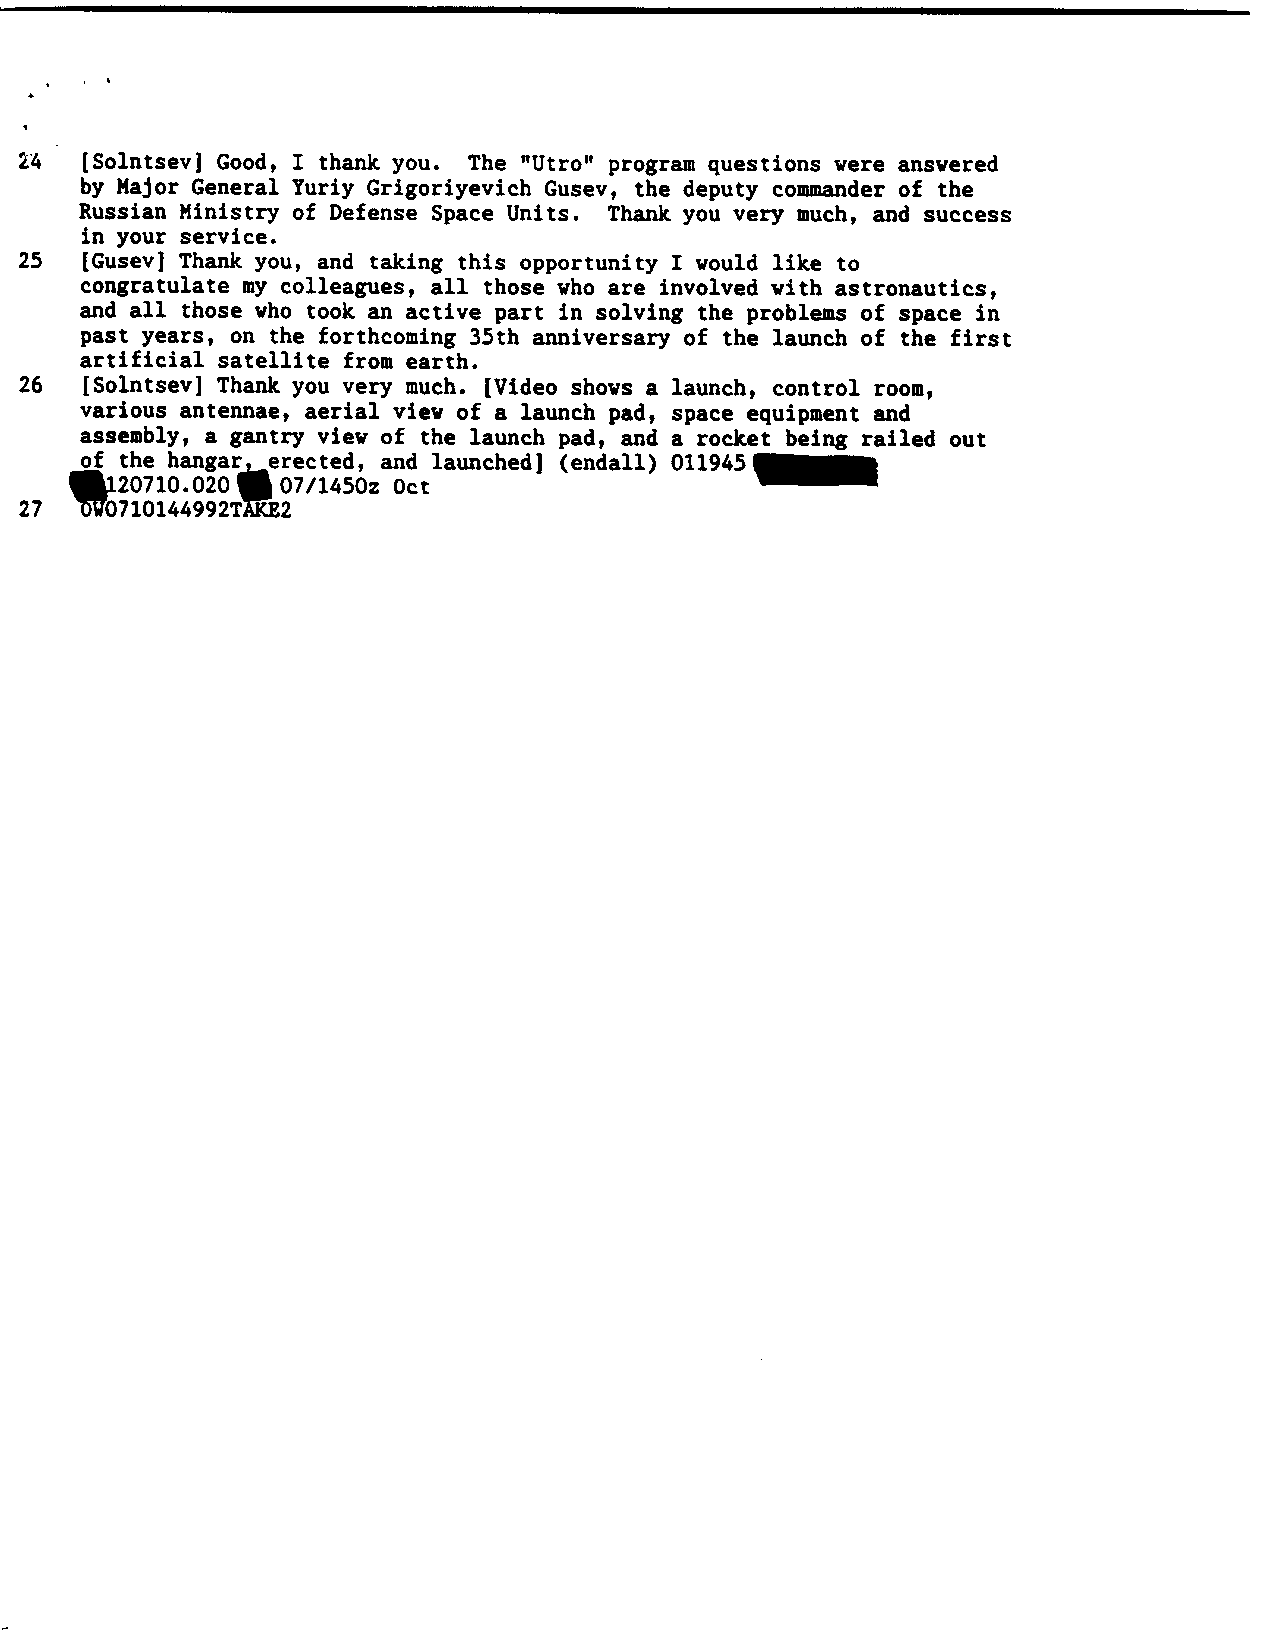 24 [Solntsev] Good, I thank you. The "Utro" program questions were answered
by Major General Yuriy Grigoriyevich Gusev, the deputy commander of the
Russian Ministry of Defense Space Units. Thank you very much, and success
in your service.
25 [Gusev] Thank you, and taking this opportunity I would like to
congratulate my colleagues, all those who are involved with astronautics,
and all those who took an active part in solving the problems of space in
past years, on the forthcoming 35th anniversary of the launch of the first
artificial satellite from earth.
26 [Solntsev] Thank you very much. [Video shows a launch, control room,
various antennae, aerial view of a launch pad, space equipment and
assembly, a gantry view of the launch pad, and a rocket being railed out
of the hangar, erected, and launched] (endall) 011945
120710.020 07/1450z Oct
27 OW0710144992TAKE2